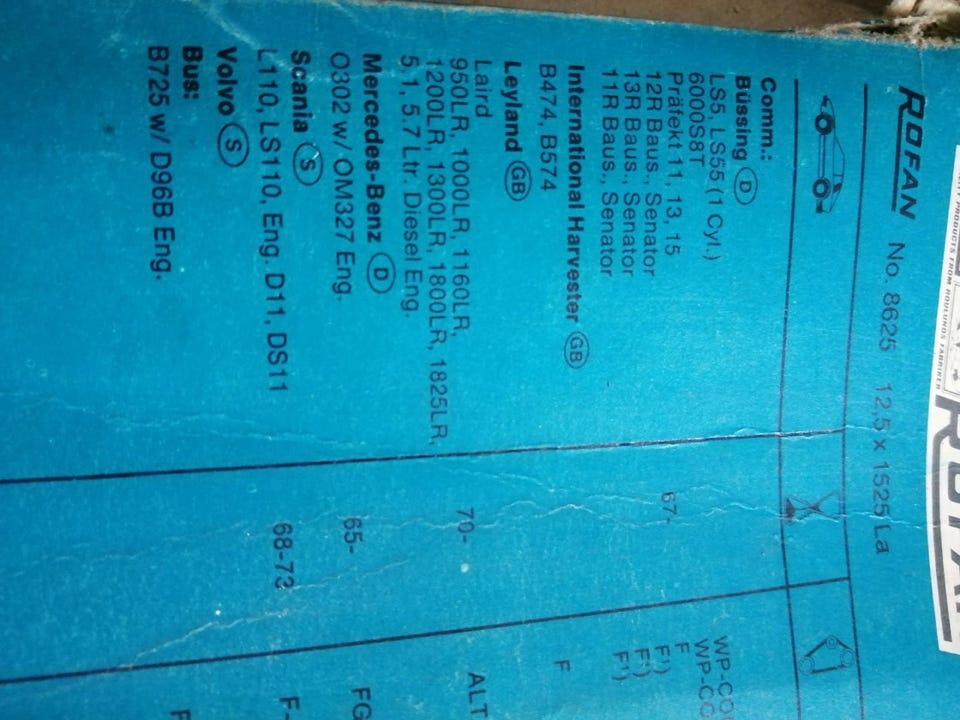 ROFAN No. 8625 12,5 x 1525 La
Comm.:
Büssing (D)
LS5, LS55 (1 Cyl.) WP-CO
6000S8T WP-CO
Präfekt 11, 13, 15 67- F
12R Baus., Senator F¹)
13R Baus., Senator F¹)
11R Baus., Senator F¹)
International Harvester (GB)
B474, B574 F
Leyland (GB)
Laird
950LR, 1000LR, 1160LR, 70- ALT
1200LR, 1300LR, 1800LR, 1825LR,
5,1, 5,7 Ltr. Diesel Eng.
Mercedes-Benz (D)
O302 w/ OM327 Eng. 65- FG
Scania (S)
L110, LS110, Eng. D11, DS11 68-73 F-
Volvo (S)
Bus:
B725 w/ D96B Eng. F
PRODUCTS FROM ROULUNDS FABRIKER